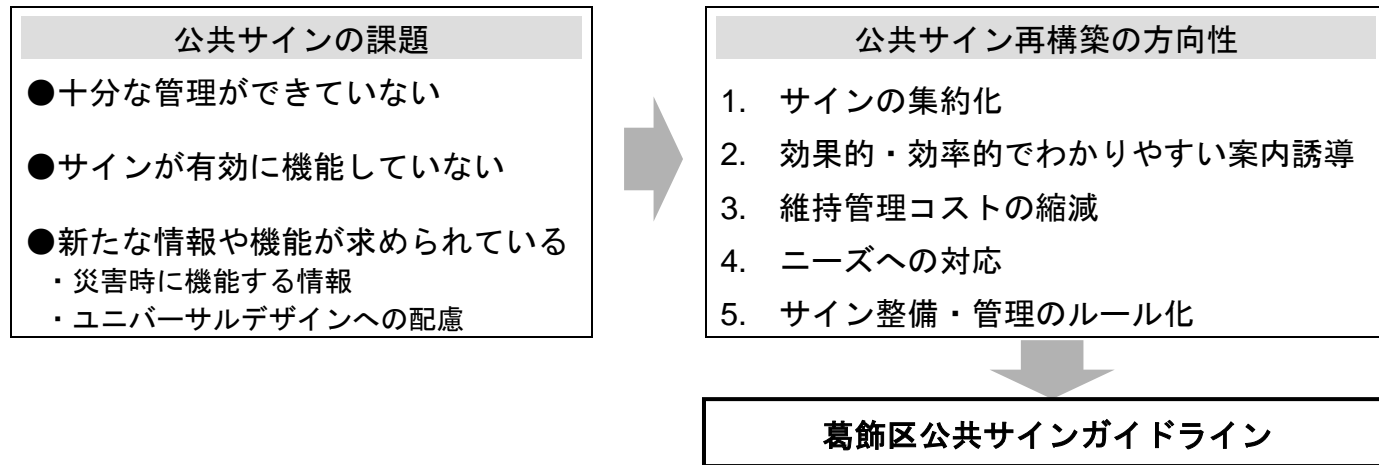 公共サインの課題
●十分な管理ができていない
●サインが有効に機能していない
●新たな情報や機能が求められている
・災害時に機能する情報
・ユニバーサルデザインへの配慮
公共サイン再構築の方向性
1. サインの集約化
2. 効果的・効率的でわかりやすい案内誘導
3. 維持管理コストの縮減
4. ニーズへの対応
5. サイン整備・管理のルール化
葛飾区公共サインガイドライン